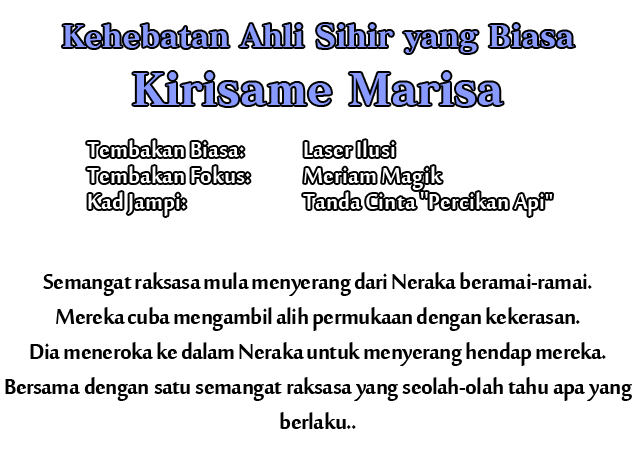 Kehebatan Ahli Sihir yang Biasa
Kirisame Marisa
Tembakan Biasa: Laser Ilusi
Tembakan Fokus: Meriam Magik
Kad Jampi: Tanda Cinta "Percikan Api"
Semangat raksasa mula menyerang dari Neraka beramai-ramai.
Mereka cuba mengambil alih permukaan dengan kekerasan.
Dia meneroka ke dalam Neraka untuk menyerang hendap mereka.
Bersama dengan satu semangat raksasa yang seolah-olah tahu apa yang
berlaku..